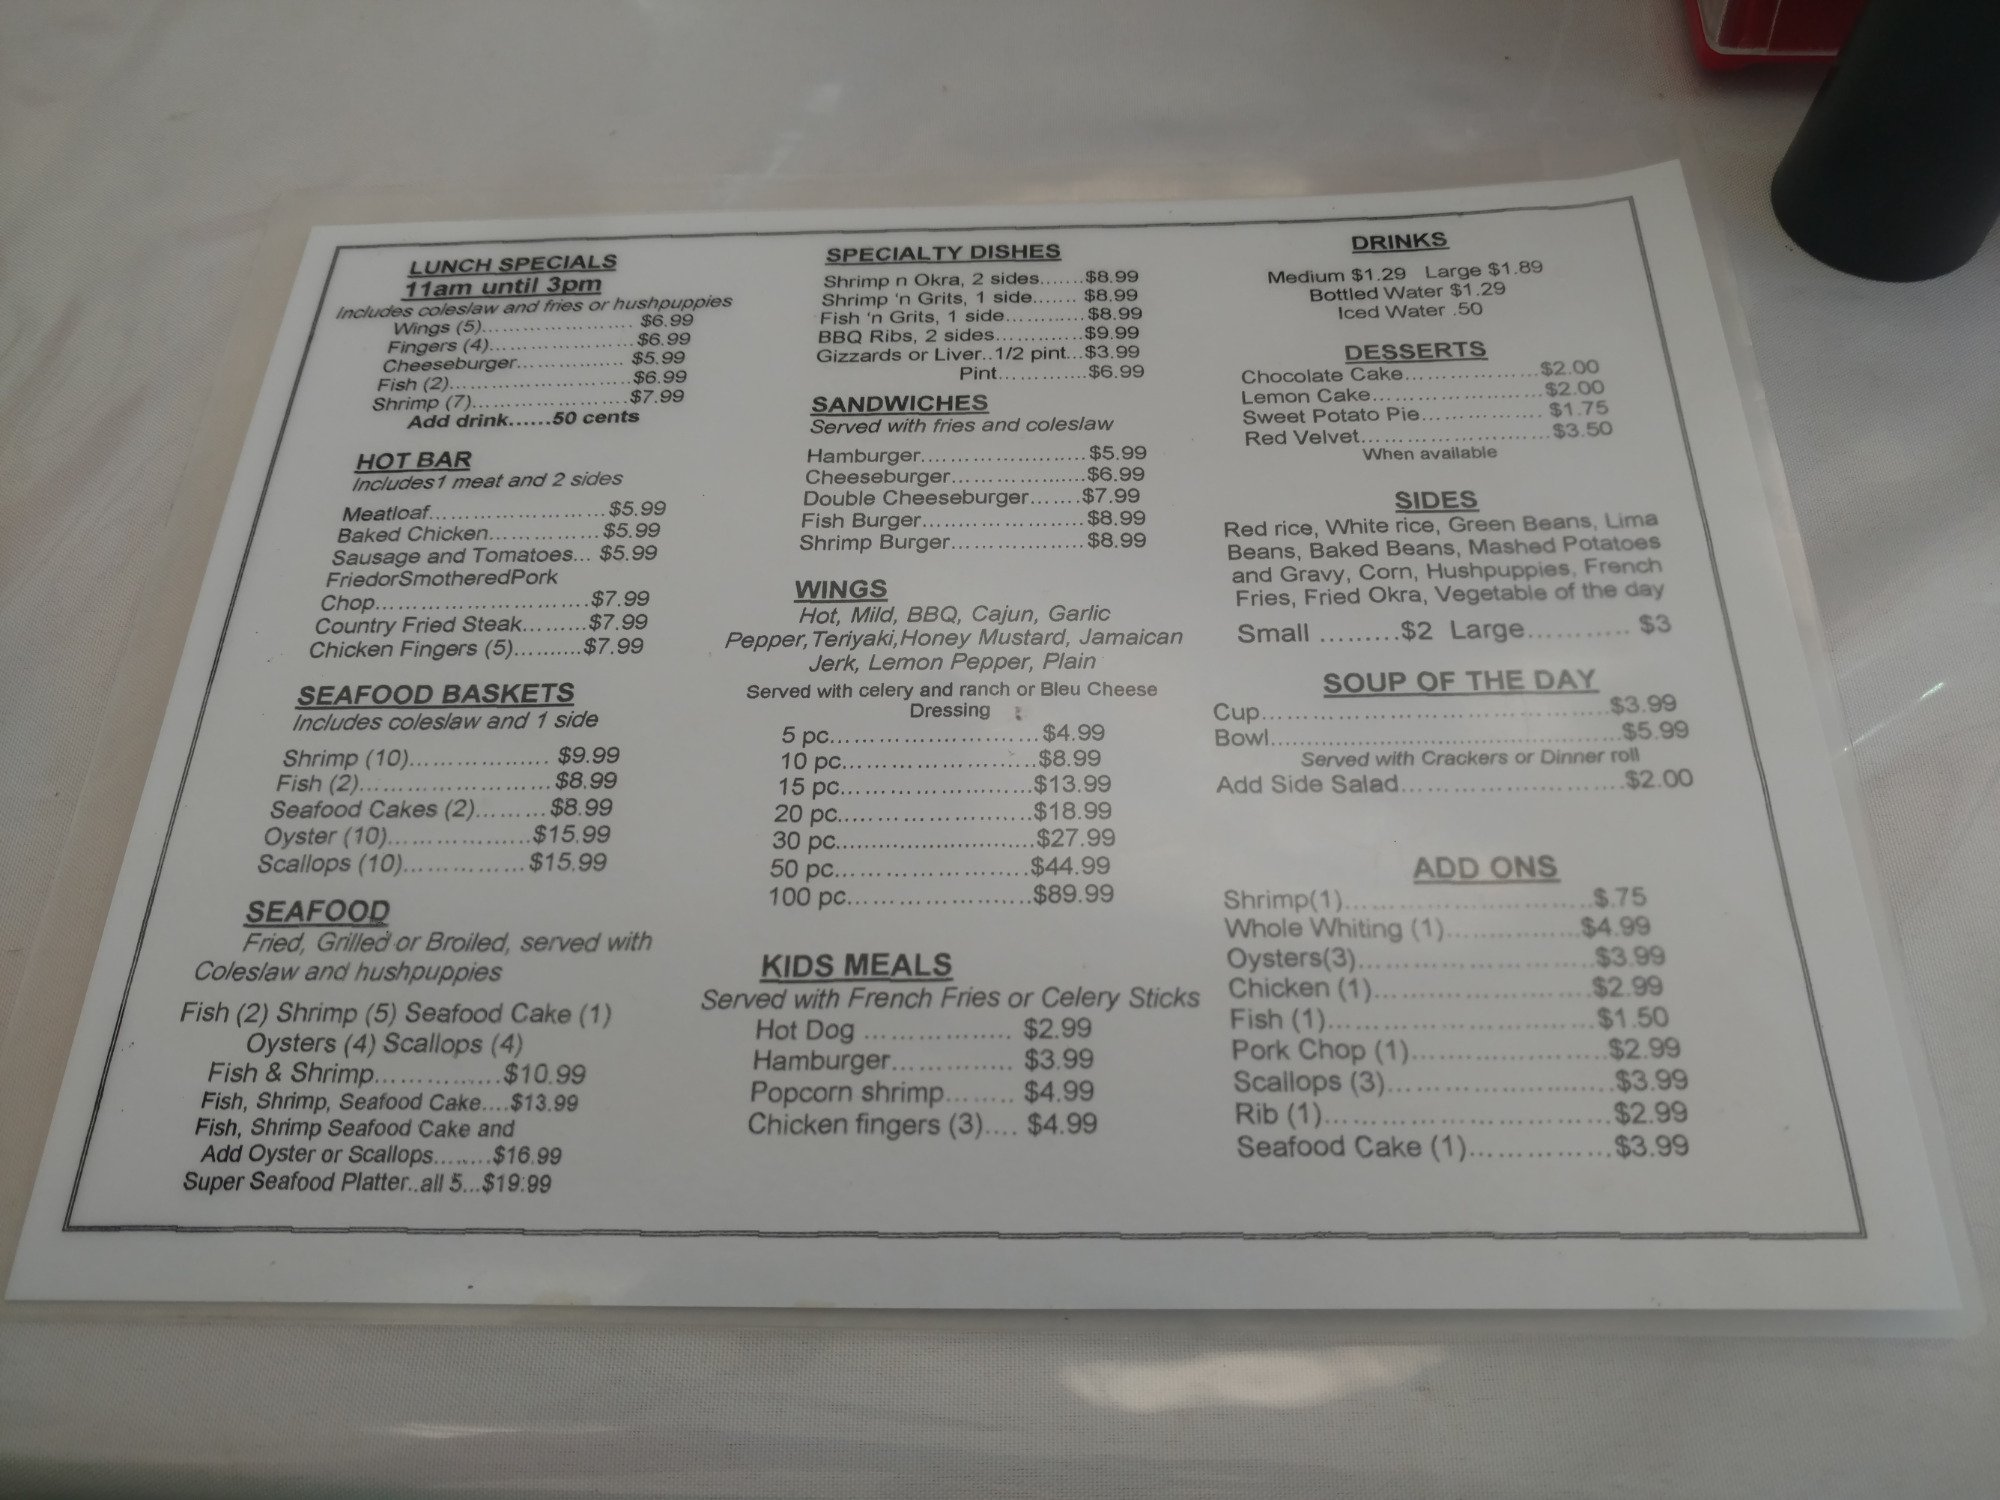 LUNCH SPECIALS
11am until 3pm
Includes coleslaw and fries or hushpuppies
Wings (5)........................ $6.99
Fingers (4)...................... $6.99
Cheeseburger................ $5.99
Fish (2)............................$6.99
Shrimp (7)........................$7.99
Add drink......50 cents
HOT BAR
Includes1 meat and 2 sides
Meatloaf.......................... $5.99
Baked Chicken................ $5.99
Sausage and Tomatoes... $5.99
FriedorSmotheredPork
Chop...............................$7.99
Country Fried Steak.........$7.99
Chicken Fingers (5)..........$7.99
SEAFOOD BASKETS
Includes coleslaw and 1 side
Shrimp (10)................... $9.99
Fish (2).......................... $8.99
Seafood Cakes (2)......... $8.99
Oyster (10)...................$15.99
Scallops (10)................ $15.99
SEAFOOD
Fried, Grilled or Broiled, served with
Coleslaw and hushpuppies
Fish (2) Shrimp (5) Seafood Cake (1)
Oysters (4) Scallops (4)
Fish & Shrimp................$10.99
Fish, Shrimp, Seafood Cake....$13.99
Fish, Shrimp Seafood Cake and
Add Oyster or Scallops........$16.99
Super Seafood Platter..all 5...$19.99
SPECIALTY DISHES
Shrimp n Okra, 2 sides.......$8.99
Shrimp 'n Grits, 1 side....... $8.99
Fish 'n Grits, 1 side.............$8.99
BBQ Ribs, 2 sides..............$9.99
Gizzards or Liver..1/2 pint...$3.99
Pint.............$6.99
SANDWICHES
Served with fries and coleslaw
Hamburger.........................$5.99
Cheeseburger....................$6.99
Double Cheeseburger.......$7.99
Fish Burger........................$8.99
Shrimp Burger...................$8.99
WINGS
Hot, Mild, BBQ, Cajun, Garlic
Pepper,Teriyaki,Honey Mustard, Jamaican
Jerk, Lemon Pepper, Plain
Served with celery and ranch or Bleu Cheese
Dressing
5 pc............................$4.99
10 pc..........................$8.99
15 pc..........................$13.99
20 pc..........................$18.99
30 pc..........................$27.99
50 pc..........................$44.99
100 pc........................$89.99
KIDS MEALS
Served with French Fries or Celery Sticks
Hot Dog .................. $2.99
Hamburger............... $3.99
Popcorn shrimp......... $4.99
Chicken fingers (3).... $4.99
DRINKS
Medium $1.29 Large $1.89
Bottled Water $1.29
Iced Water .50
DESSERTS
Chocolate Cake....................$2.00
Lemon Cake.........................$2.00
Sweet Potato Pie.................. $1.75
Red Velvet............................$3.50
When available
SIDES
Red rice, White rice, Green Beans, Lima
Beans, Baked Beans, Mashed Potatoes
and Gravy, Corn, Hushpuppies, French
Fries, Fried Okra, Vegetable of the day
Small .........$2 Large............ $3
SOUP OF THE DAY
Cup..........................................$3.99
Bowl..........................................$5.99
Served with Crackers or Dinner roll
Add Side Salad...........................$2.00
ADD ONS
Shrimp(1)............................$.75
Whole Whiting (1)...............$4.99
Oysters(3)...........................$3.99
Chicken (1).........................$2.99
Fish (1)...............................$1.50
Pork Chop (1)......................$2.99
Scallops (3).........................$3.99
Rib (1).................................$2.99
Seafood Cake (1)................$3.99